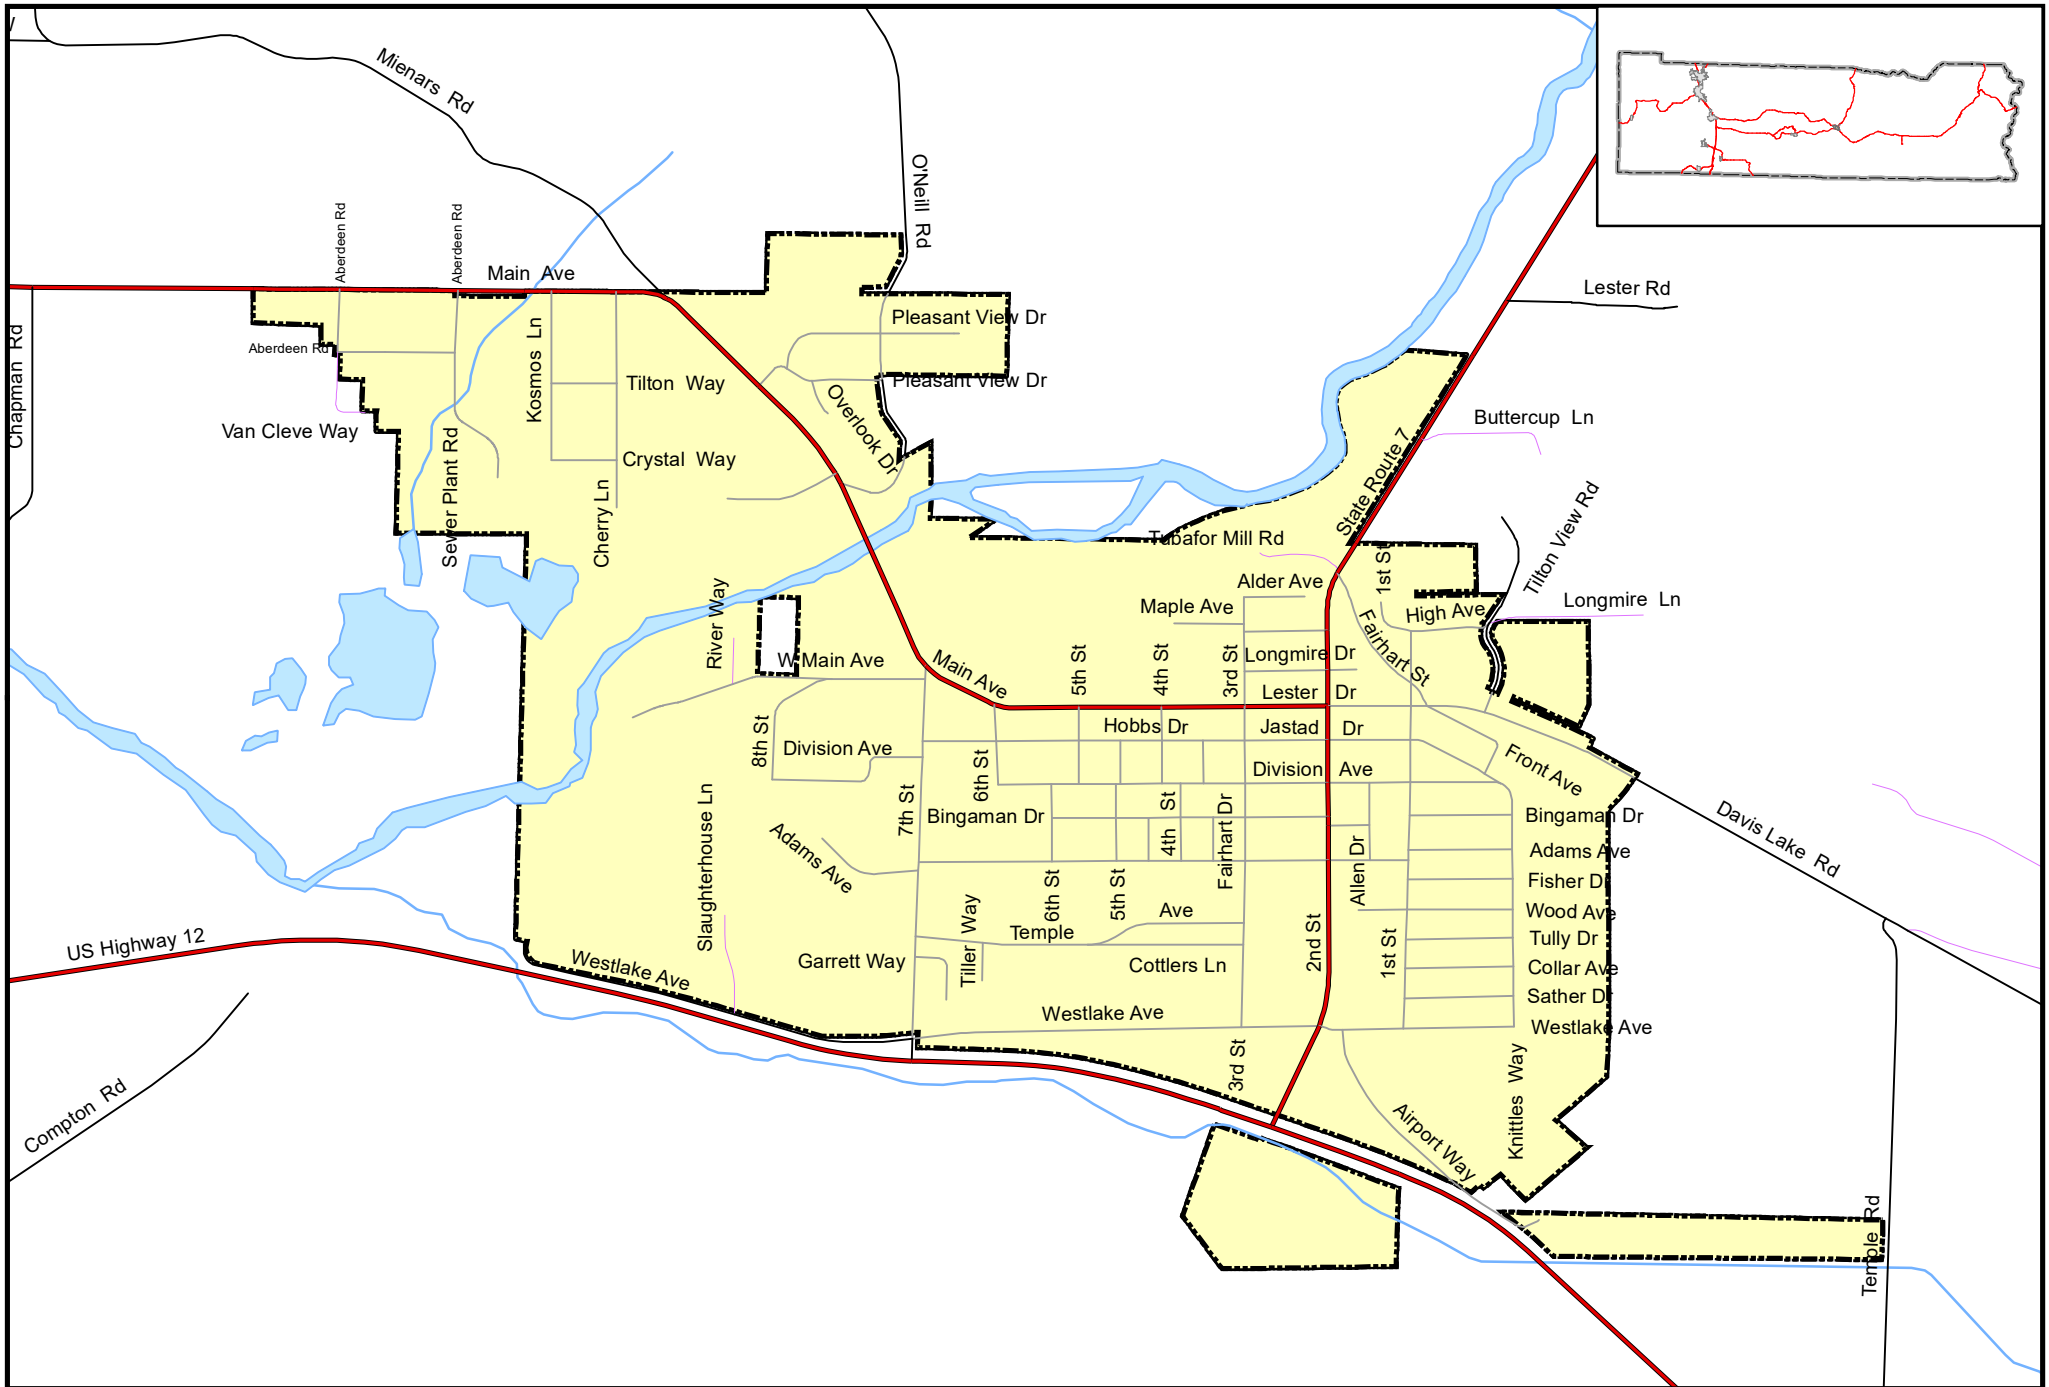 Mienars Rd
O'Neill Rd
Aberdeen Rd
Aberdeen Rd
Main Ave
Lester Rd
Pleasant View Dr
Chapman Rd
Aberdeen Rd
Kosmos Ln
Tilton Way
Pleasant View Dr
Overlook Dr
Van Cleve Way
Buttercup Ln
Sewer Plant Rd
Crystal Way
Cherry Ln
State Route 7
Tilton View Rd
Tubafor Mill Rd
1st St
Alder Ave
Maple Ave
High Ave
Longmire Ln
River Way
Fairhart St
W Main Ave
Main Ave
5th St
4th St
3rd St
Longmire Dr
Lester Dr
8th St
Hobbs Dr
Jastad Dr
Division Ave
6th St
Division Ave
Front Ave
Slaughterhouse Ln
7th St
Bingaman Dr
4th St
Fairhart Dr
Bingaman Dr
Davis Lake Rd
Adams Ave
Allen Dr
Adams Ave
Fisher Dr
6th St
5th St
Ave
Wood Ave
Tiller Way
Temple
2nd St
1st St
Tully Dr
US Highway 12
Westlake Ave
Garrett Way
Cottlers Ln
Collar Ave
Sather Dr
Westlake Ave
Westlake Ave
3rd St
Knittles Way
Compton Rd
Airport Way
Temple Rd